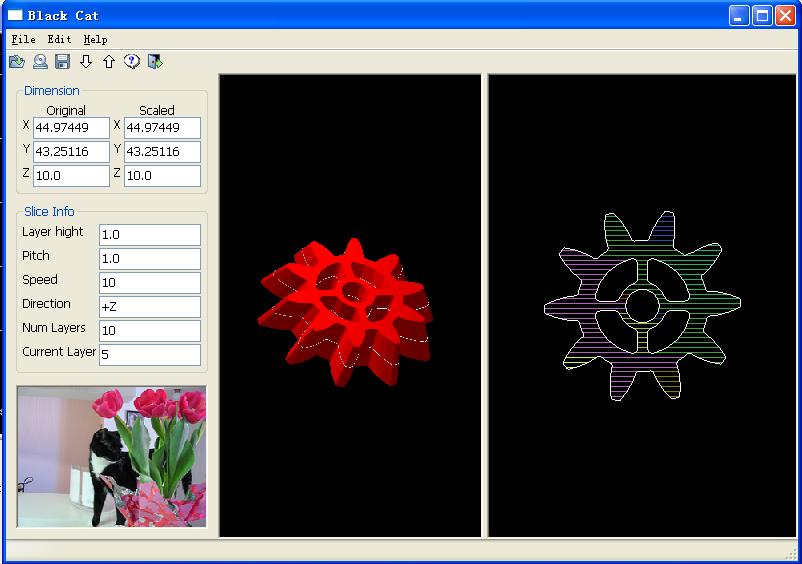 Black Cat
File Edit Help
Dimension
Original Scaled
X 44.97449 X 44.97449
Y 43.25116 Y 43.25116
Z 10.0 Z 10.0
Slice Info
Layer hight 1.0
Pitch 1.0
Speed 10
Direction +Z
Num Layers 10
Current Layer 5